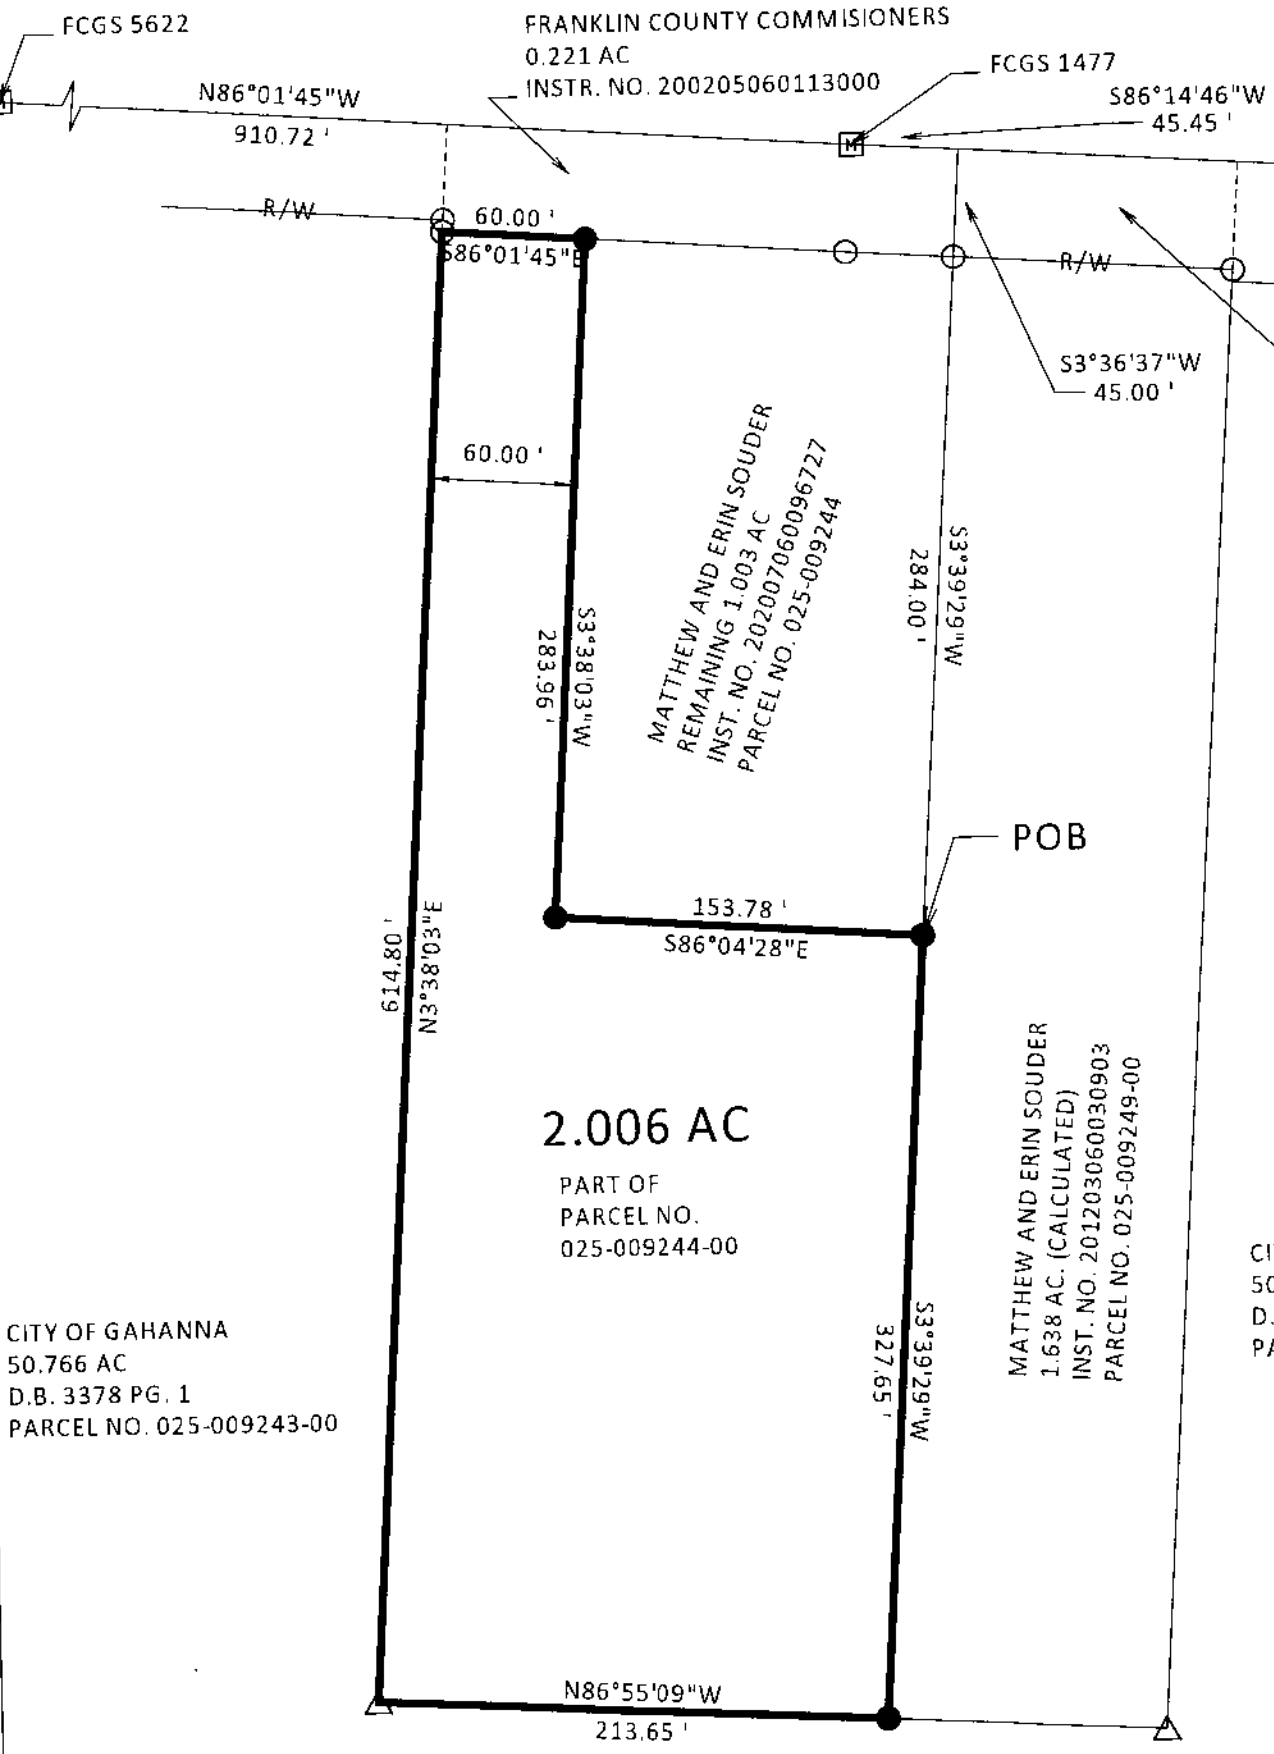 FCGS 5622
FRANKLIN COUNTY COMMISIONERS
0.221 AC
INSTR. NO. 200205060113000
FCGS 1477
N86°01'45"W
910.72 '
S86°14'46"W
45.45 '
M
R/W
60.00 '
S86°01'45"E
R/W
S3°36'37"W
45.00 '
60.00 '
MATTHEW AND ERIN SOUDER
REMAINING 1.003 AC
INST. NO. 202007060096727
PARCEL NO. 025-009244
S3°39'29"W
284.00 '
S3°38'03"W
283.96 '
POB
153.78 '
S86°04'28"E
614.80 '
N3°38'03"E
2.006 AC
PART OF
PARCEL NO.
025-009244-00
MATTHEW AND ERIN SOUDER
1.638 AC. (CALCULATED)
INST. NO. 201203060030903
PARCEL NO. 025-009249-00
S3°39'29"W
327.65 '
CITY OF GAHANNA
50.766 AC
D.B. 3378 PG. 1
PARCEL NO. 025-009243-00
CI
50
D.
PA
N86°55'09"W
213.65 '